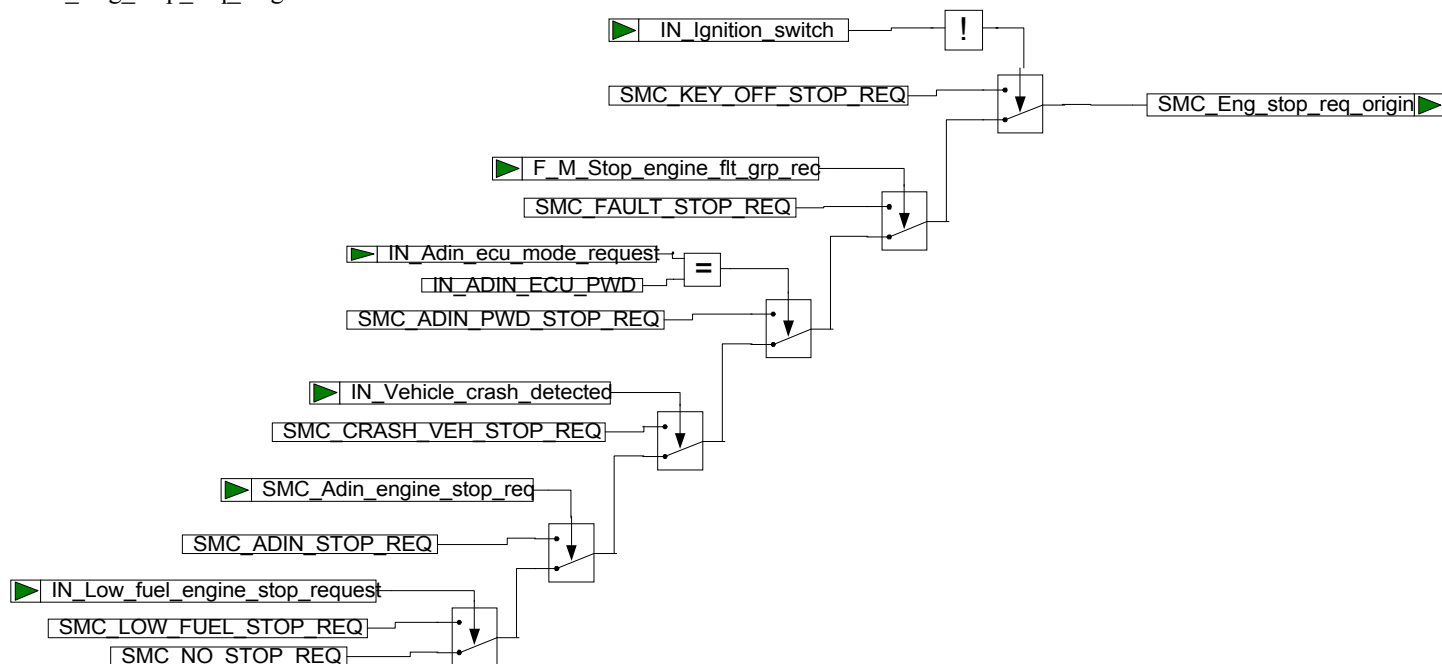 IN_Ignition_switch
!
SMC_KEY_OFF_STOP_REQ
SMC_Eng_stop_req_origin
F_M_Stop_engine_flt_grp_req
SMC_FAULT_STOP_REQ
IN_Adin_ecu_mode_request
=
IN_ADIN_ECU_PWD
SMC_ADIN_PWD_STOP_REQ
IN_Vehicle_crash_detected
SMC_CRASH_VEH_STOP_REQ
SMC_Adin_engine_stop_req
SMC_ADIN_STOP_REQ
IN_Low_fuel_engine_stop_request
SMC_LOW_FUEL_STOP_REQ
SMC_NO_STOP_REQ